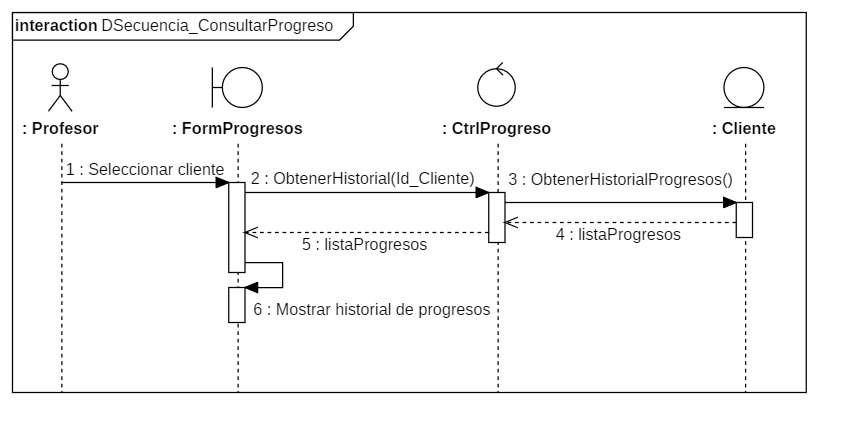 interaction DSecuencia_ConsultarProgreso
: Profesor
: FormProgresos
: CtrlProgreso
: Cliente
1 : Seleccionar cliente
2 : ObtenerHistorial(Id_Cliente)
3 : ObtenerHistorialProgresos()
4 : listaProgresos
5 : listaProgresos
6 : Mostrar historial de progresos